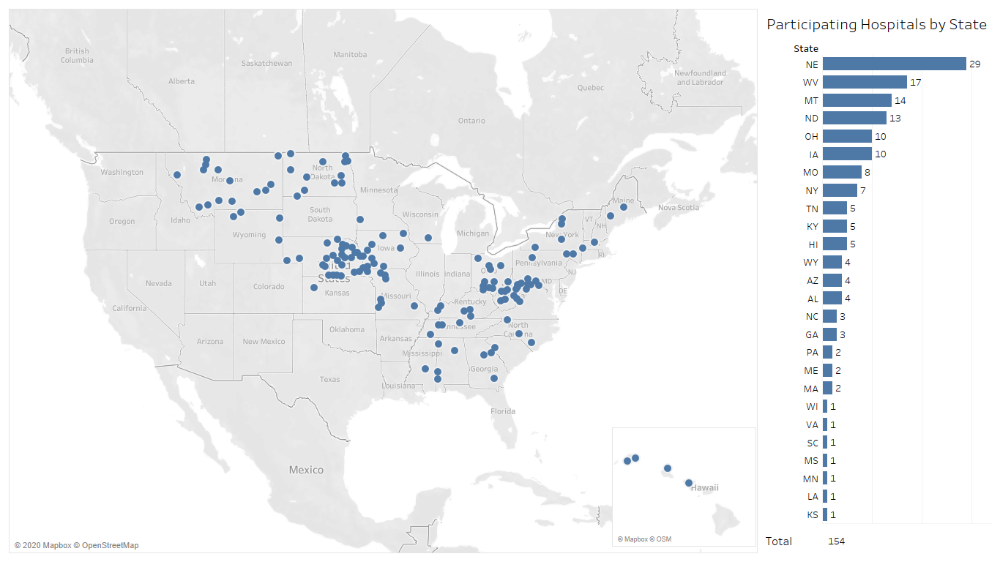 British
Columbia
Alberta
Saskatchewan
Manitoba
Ontario
Quebec
Newfoundland
and Labrador
Washington
Montana
North
Dakota
Minnesota
Maine
Nova Scotia
Oregon
Idaho
South
Dakota
Wisconsin
VT
NH
Wyoming
Michigan
New York
RI
Iowa
Pennsylvania
NJ
Nevada
Utah
Colorado
United
States
Illinois
Indiana
MD
DE
Kansas
California
Missouri
Kentucky
Arizona
New Mexico
Oklahoma
Arkansas
Tennessee
North
Carolina
Mississippi
Georgia
Texas
Louisiana
Florida
Mexico
Hawaii
© Mapbox © OSM
© 2020 Mapbox © OpenStreetMap
Participating Hospitals by State
State
NE 29
WV 17
MT 14
ND 13
OH 10
IA 10
MO 8
NY 7
TN 5
KY 5
HI 5
WY 4
AZ 4
AL 4
NC 3
GA 3
PA 2
ME 2
MA 2
WI 1
VA 1
SC 1
MS 1
MN 1
LA 1
KS 1
Total 154